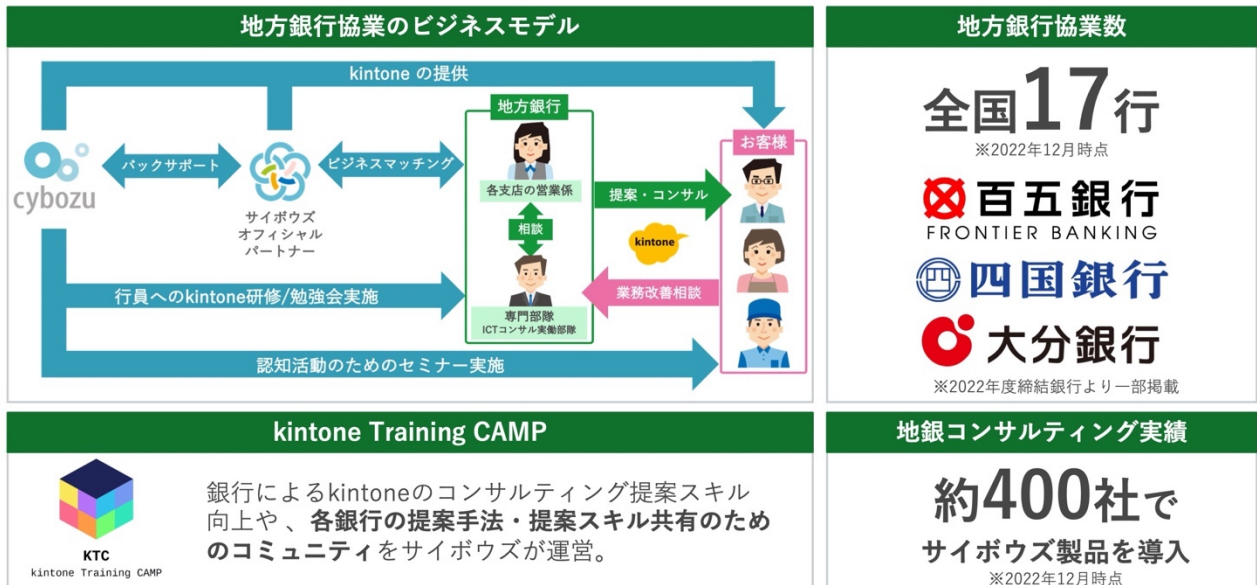 地方銀行協業のビジネスモデル
kintone の提供
cybozu
バックサポート
サイボウズ
オフィシャル
パートナー
ビジネスマッチング
地方銀行
各支店の営業係
相談
専門部隊
ICTコンサル実働部隊
提案・コンサル
kintone
業務改善相談
お客様
行員へのkintone研修/勉強会実施
認知活動のためのセミナー実施
地方銀行協業数
全国17行
※2022年12月時点
百五銀行
FRONTIER BANKING
四国銀行
大分銀行
※2022年度締結銀行より一部掲載
kintone Training CAMP
KTC
kintone Training CAMP
銀行によるkintoneのコンサルティング提案スキル
向上や 、各銀行の提案手法・提案スキル共有のため
のコミュニティをサイボウズが運営。
地銀コンサルティング実績
約400社で
サイボウズ製品を導入
※2022年12月時点